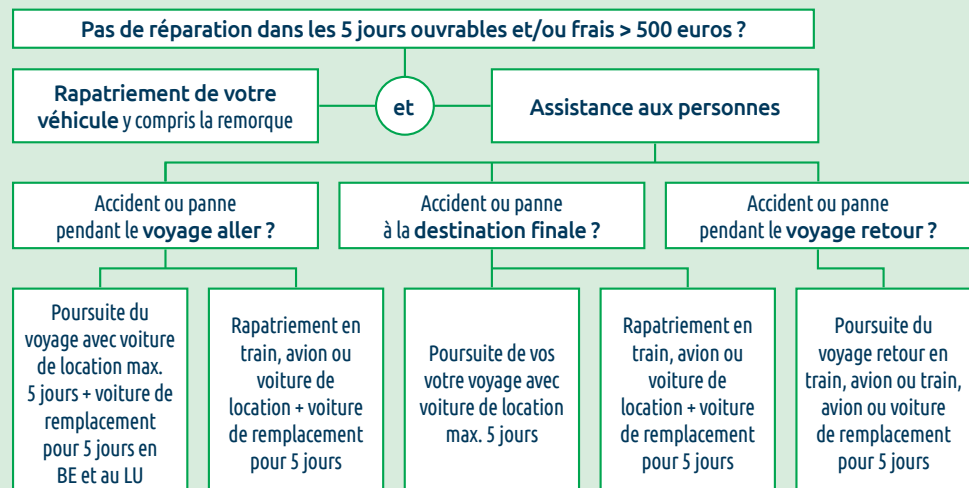 Pas de réparation dans les 5 jours ouvrables et/ou frais > 500 euros ?
Rapatriement de votre
véhicule y compris la remorque
et
Assistance aux personnes
Accident ou panne
pendant le voyage aller ?
Accident ou panne
à la destination finale ?
Accident ou panne
pendant le voyage retour ?
Poursuite du
voyage avec voiture
de location max.
5 jours + voiture de
remplacement
pour 5 jours en
BE et au LU
Rapatriement en
train, avion ou
voiture de
location + voiture
de remplacement
pour 5 jours
Poursuite de vos
votre voyage avec
voiture de location
max. 5 jours
Rapatriement en
train, avion ou
voiture de
location + voiture
de remplacement
pour 5 jours
Poursuite du
voyage retour en
train, avion ou train,
avion ou voiture
de remplacement
pour 5 jours